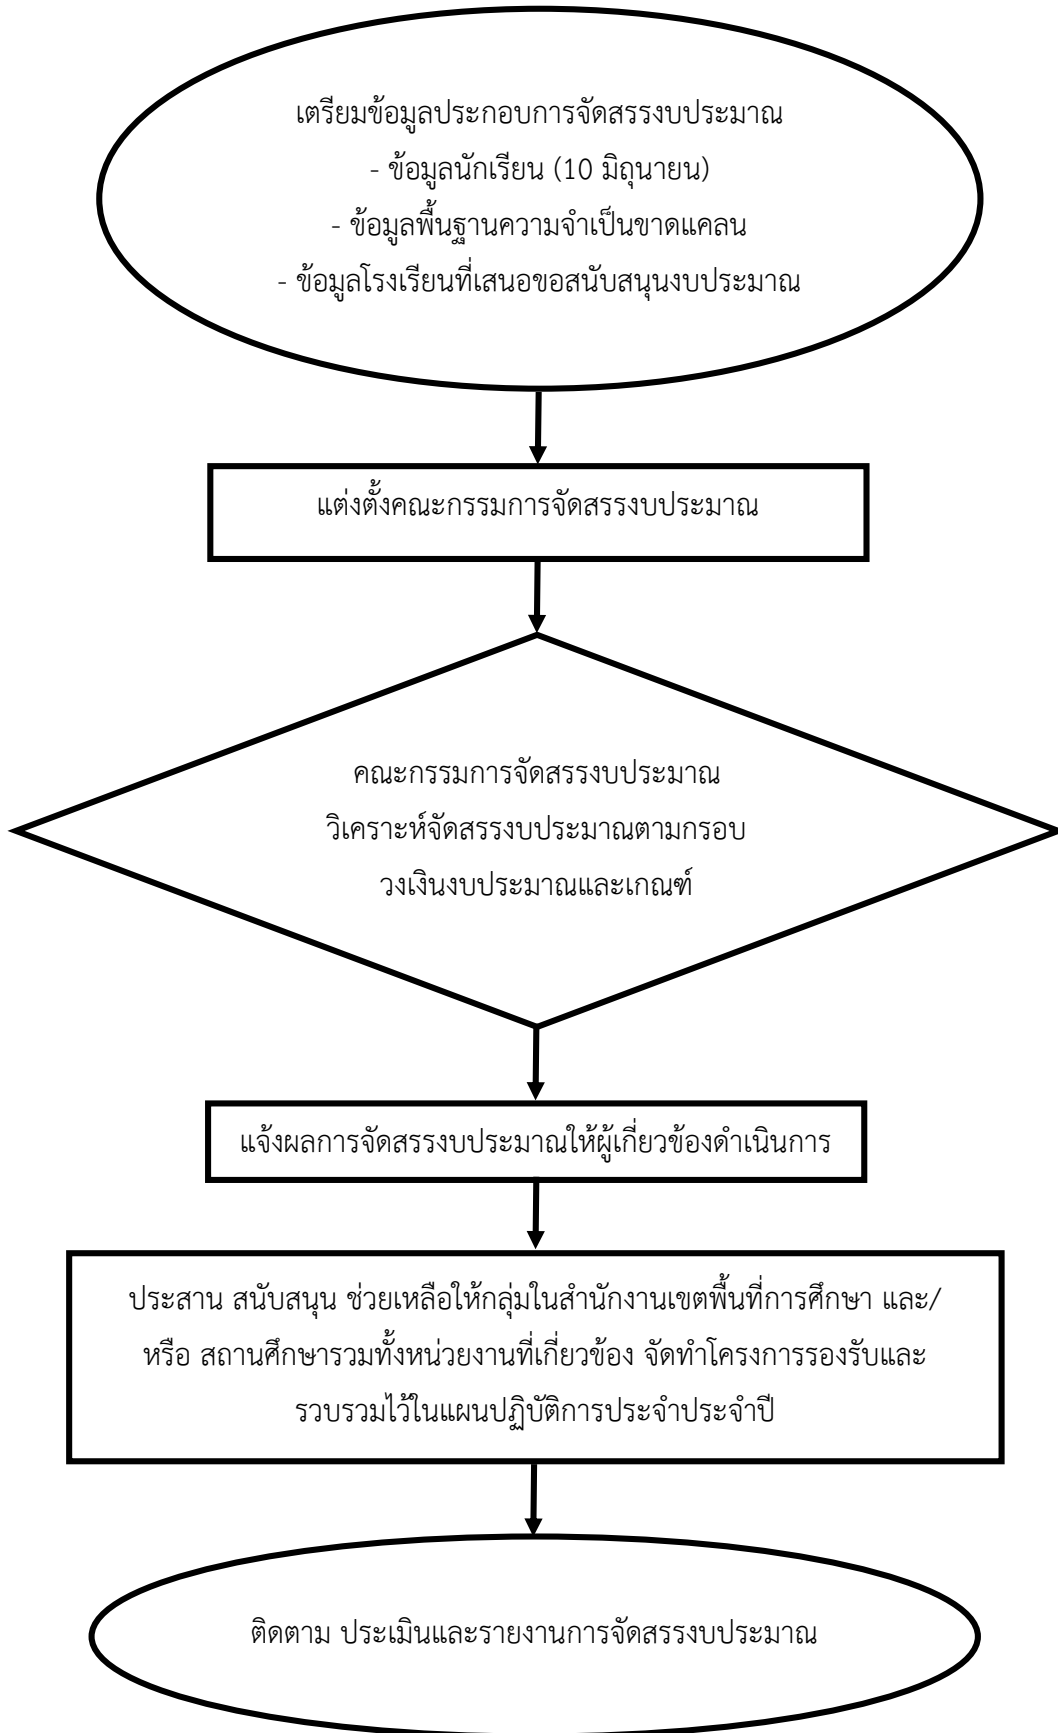 เตรียมข้อมูลประกอบการจัดสรรงบประมาณ
- ข้อมูลนักเรียน (10 มิถุนายน)
- ข้อมูลพื้นฐานความจำเป็นขาดแคลน
- ข้อมูลโรงเรียนที่เสนอขอสนับสนุนงบประมาณ
แต่งตั้งคณะกรรมการจัดสรรงบประมาณ
คณะกรรมการจัดสรรงบประมาณ
วิเคราะห์จัดสรรงบประมาณตามกรอบ
วงเงินงบประมาณและเกณฑ์
แจ้งผลการจัดสรรงบประมาณให้ผู้เกี่ยวข้องดำเนินการ
ประสาน สนับสนุน ช่วยเหลือให้กลุ่มในสำนักงานเขตพื้นที่การศึกษา และ/
หรือ สถานศึกษารวมทั้งหน่วยงานที่เกี่ยวข้อง จัดทำโครงการรองรับและ
รวบรวมไว้ในแผนปฏิบัติการประจำประจำปี
ติดตาม ประเมินและรายงานการจัดสรรงบประมาณ